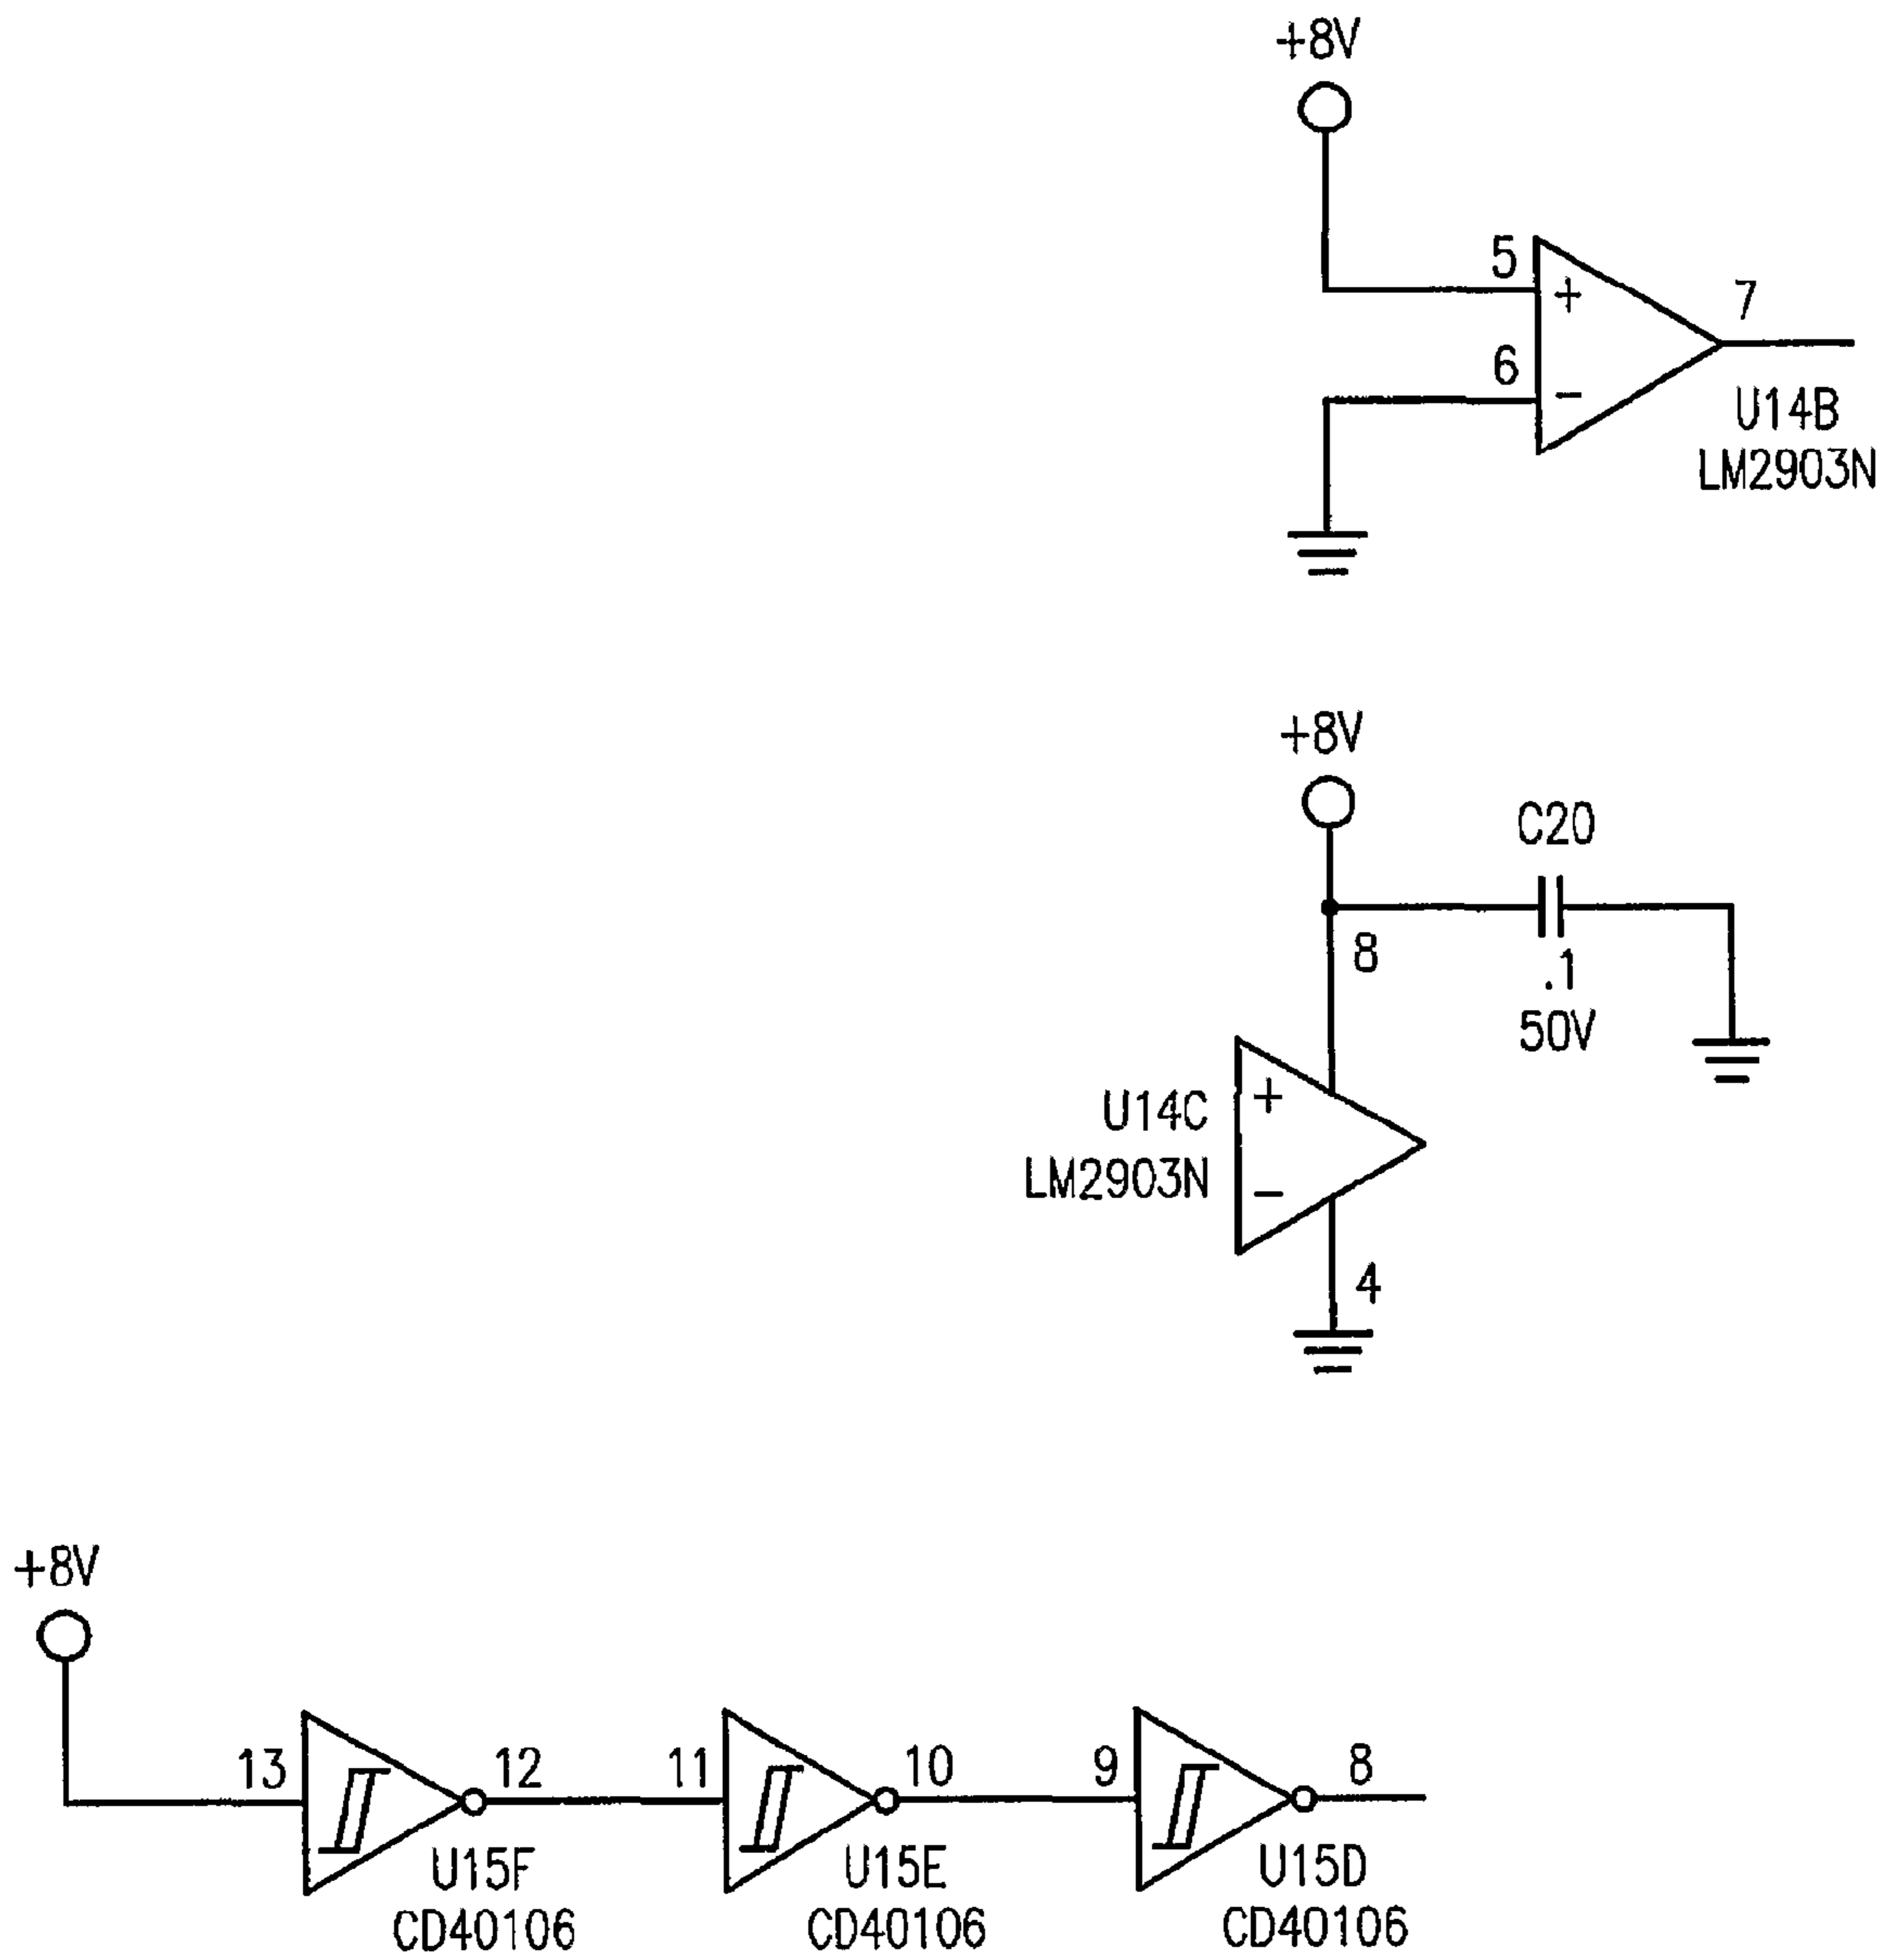 +8V
5
+
7
6
-
U14B
LM2903N
+8V
C20
8
.1
50V
U14C
+
LM2903N
-
4
+8V
13
12
11
10
9
8
U15F
U15E
U15D
CD40106
CD40106
CD40106